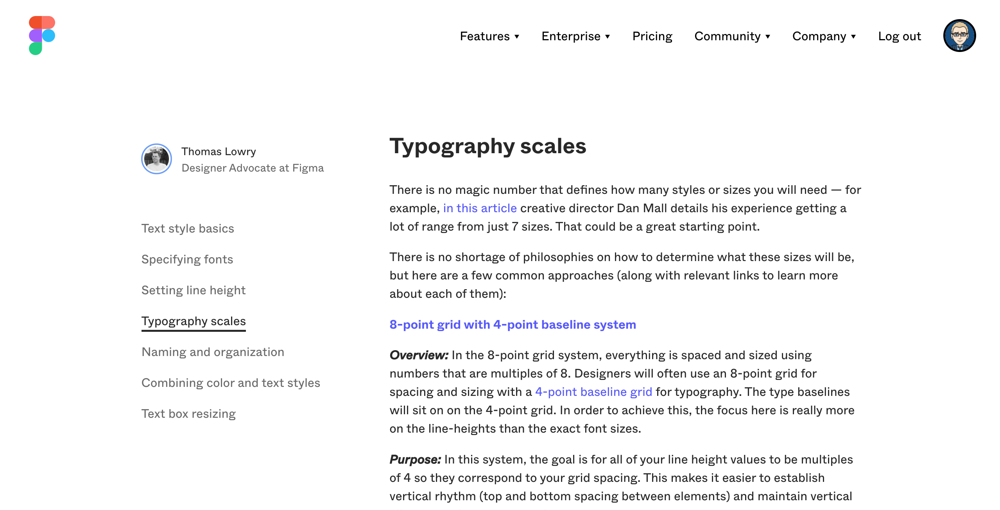 Features
Enterprise
Pricing
Community
Company
Log out
Thomas Lowry
Designer Advocate at Figma
Text style basics
Specifying fonts
Setting line height
Typography scales
Naming and organization
Combining color and text styles
Text box resizing
Typography scales
There is no magic number that defines how many styles or sizes you will need — for
example, in this article creative director Dan Mall details his experience getting a
lot of range from just 7 sizes. That could be a great starting point.
There is no shortage of philosophies on how to determine what these sizes will be,
but here are a few common approaches (along with relevant links to learn more
about each of them):
8-point grid with 4-point baseline system
Overview: In the 8-point grid system, everything is spaced and sized using
numbers that are multiples of 8. Designers will often use an 8-point grid for
spacing and sizing with a 4-point baseline grid for typography. The type baselines
will sit on on the 4-point grid. In order to achieve this, the focus here is really more
on the line-heights than the exact font sizes.
Purpose: In this system, the goal is for all of your line height values to be multiples
of 4 so they correspond to your grid spacing. This makes it easier to establish
vertical rhythm (top and bottom spacing between elements) and maintain vertical